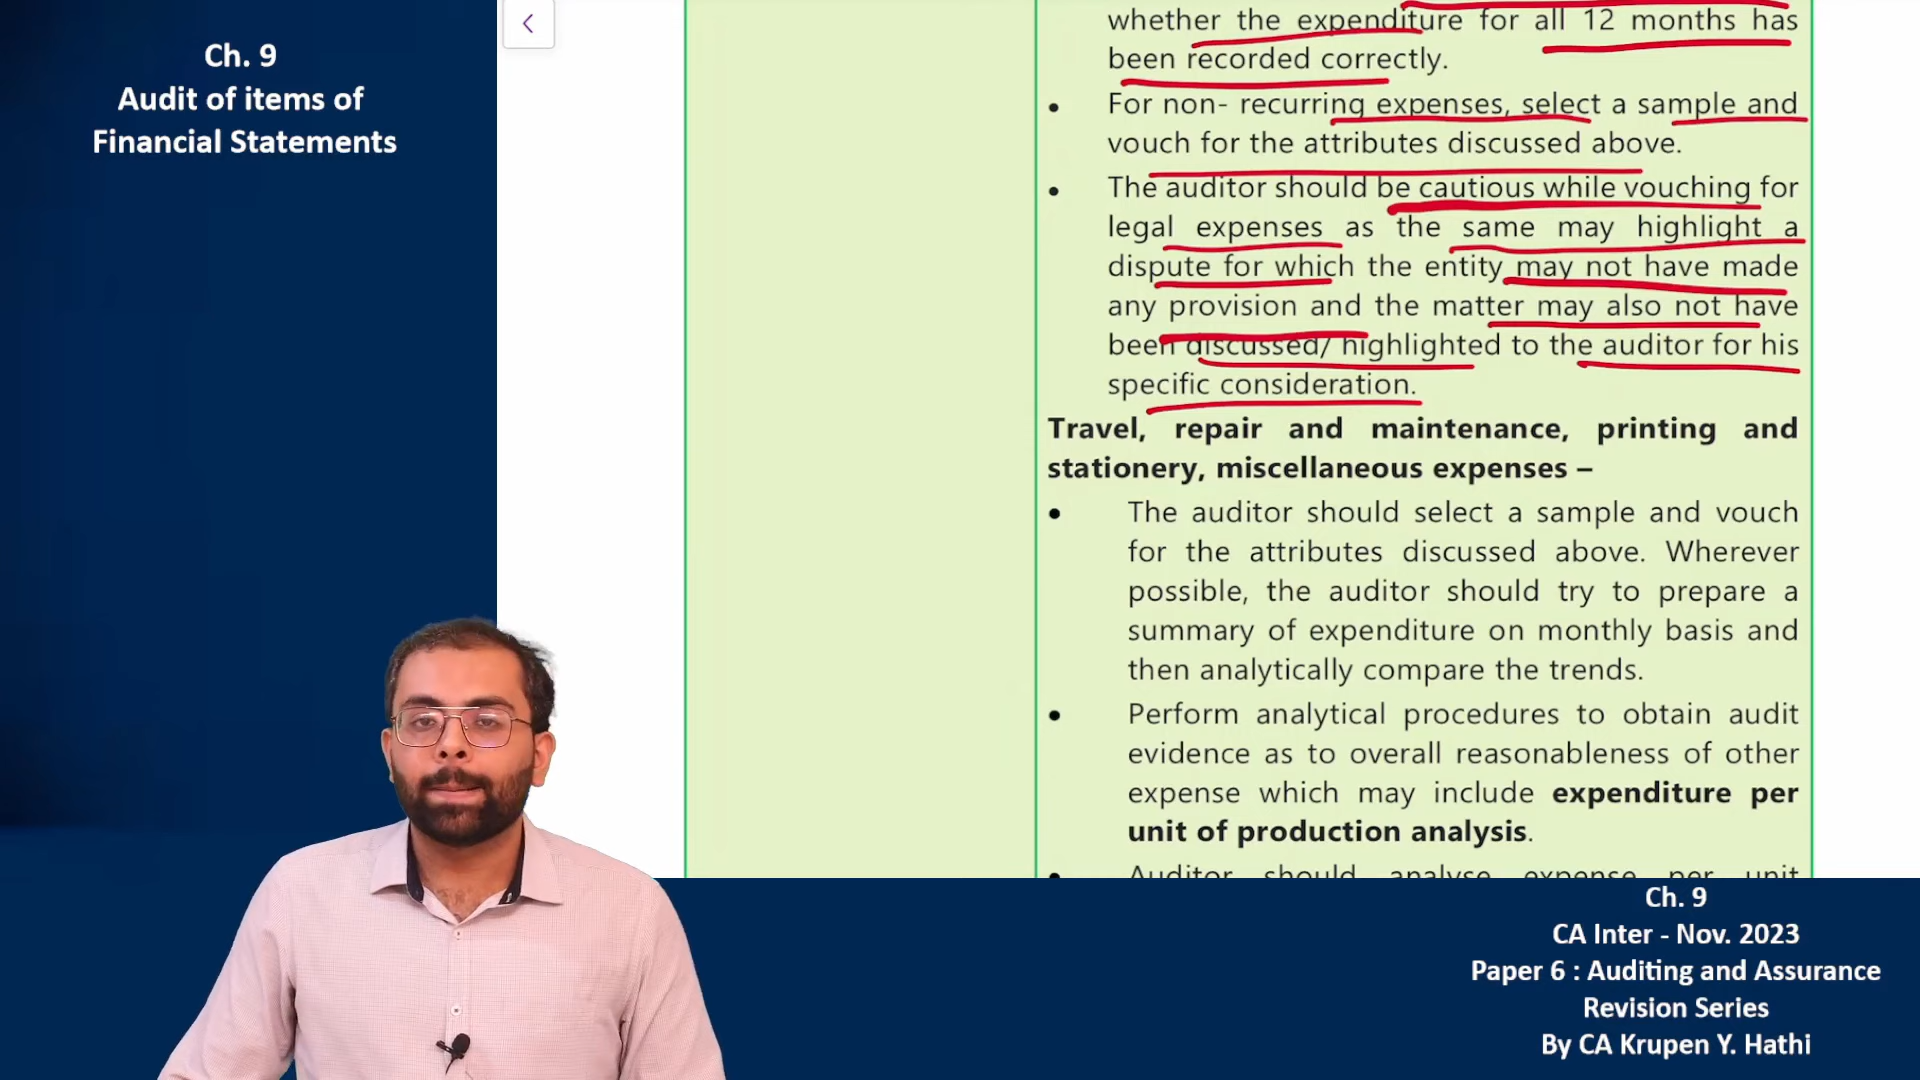 Ch. 9
Audit of items of
Financial Statements
whether the expenditure for all 12 months has
been recorded correctly.
• For non- recurring expenses, select a sample and
vouch for the attributes discussed above.
• The auditor should be cautious while vouching for
legal expenses as the same may highlight a
dispute for which the entity may not have made
any provision and the matter may also not have
been discussed/ highlighted to the auditor for his
specific consideration.
Travel, repair and maintenance, printing and
stationery, miscellaneous expenses –
• The auditor should select a sample and vouch
for the attributes discussed above. Wherever
possible, the auditor should try to prepare a
summary of expenditure on monthly basis and
then analytically compare the trends.
• Perform analytical procedures to obtain audit
evidence as to overall reasonableness of other
expense which may include expenditure per
unit of production analysis.
• Auditor should analyse expense per unit
Ch. 9
CA Inter - Nov. 2023
Paper 6 : Auditing and Assurance
Revision Series
By CA Krupen Y. Hathi